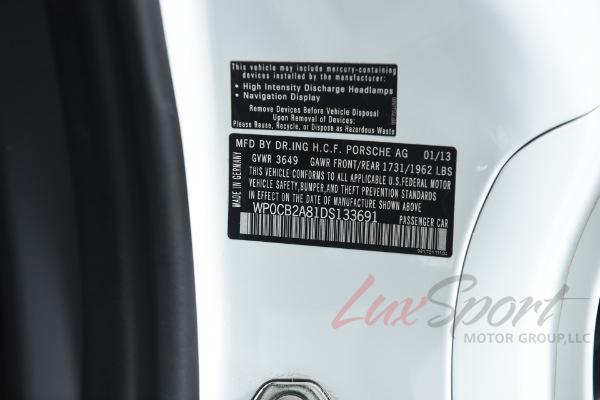 This vehicle may include mercury-containing
devices installed by the manufacturer:
• High Intensity Discharge Headlamps
• Navigation Display
Remove Devices Before Vehicle Disposal
Upon Removal of Devices:
Please Reuse, Recycle, or Dispose as Hazardous Waste
MADE IN GERMANY
MFD BY DR.ING H.C.F. PORSCHE AG 01/13
GVWR 3649 GAWR FRONT/REAR 1731/1962 LBS
THIS VEHICLE CONFORMS TO ALL APPLICABLE U.S.FEDERAL MOTOR
VEHICLE SAFETY,BUMPER,AND THEFT PREVENTION STANDARDS
IN EFFECT ON THE DATE OF MANUFACTURE SHOWN ABOVE
WP0CB2A81DS133691 PASSENGER CAR
LuxSport
MOTOR GROUP,LLC